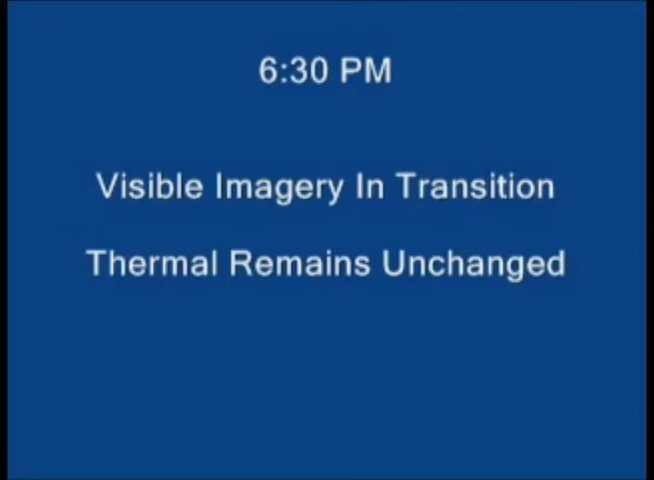 6:30 PM
Visible Imagery In Transition
Thermal Remains Unchanged